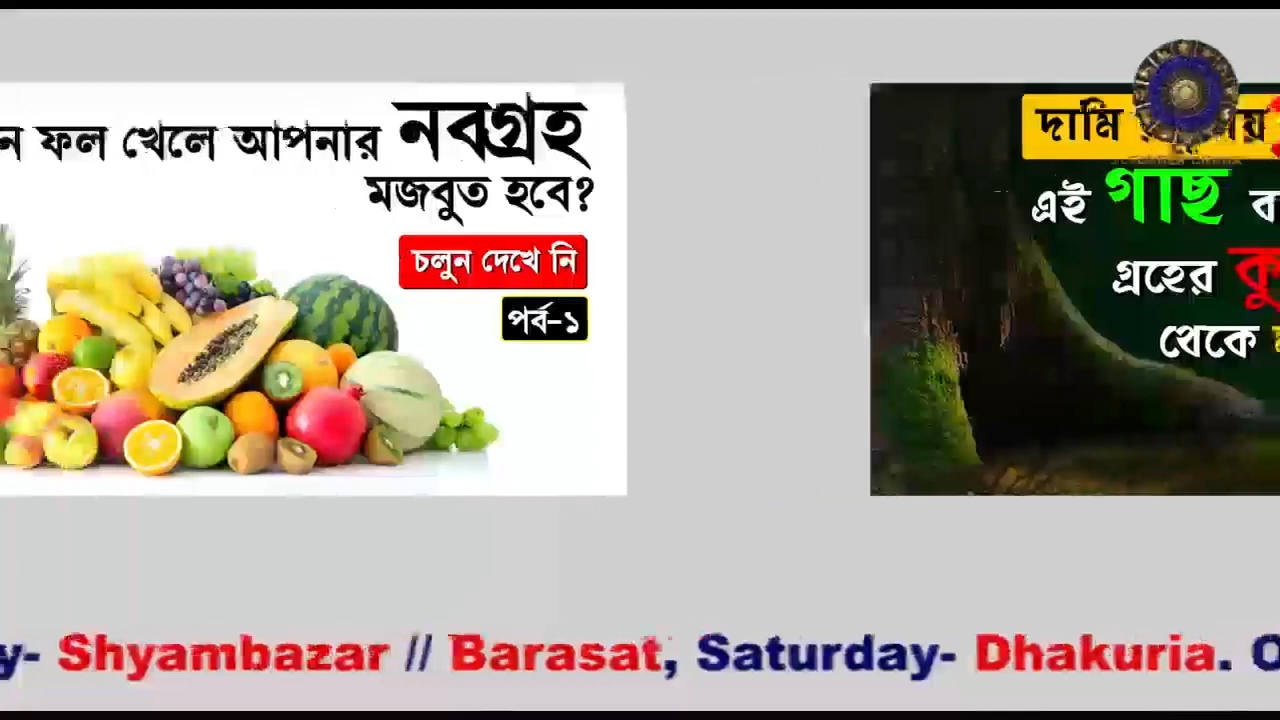 ফল খেলে আপনার নবগ্রহ
মজবুত হবে?
চলুন দেখে নি
পর্ব-১
দামি
এই গাছ
গ্রহের
থেকে
Shyambazar // Barasat, Saturday- Dhakuria.